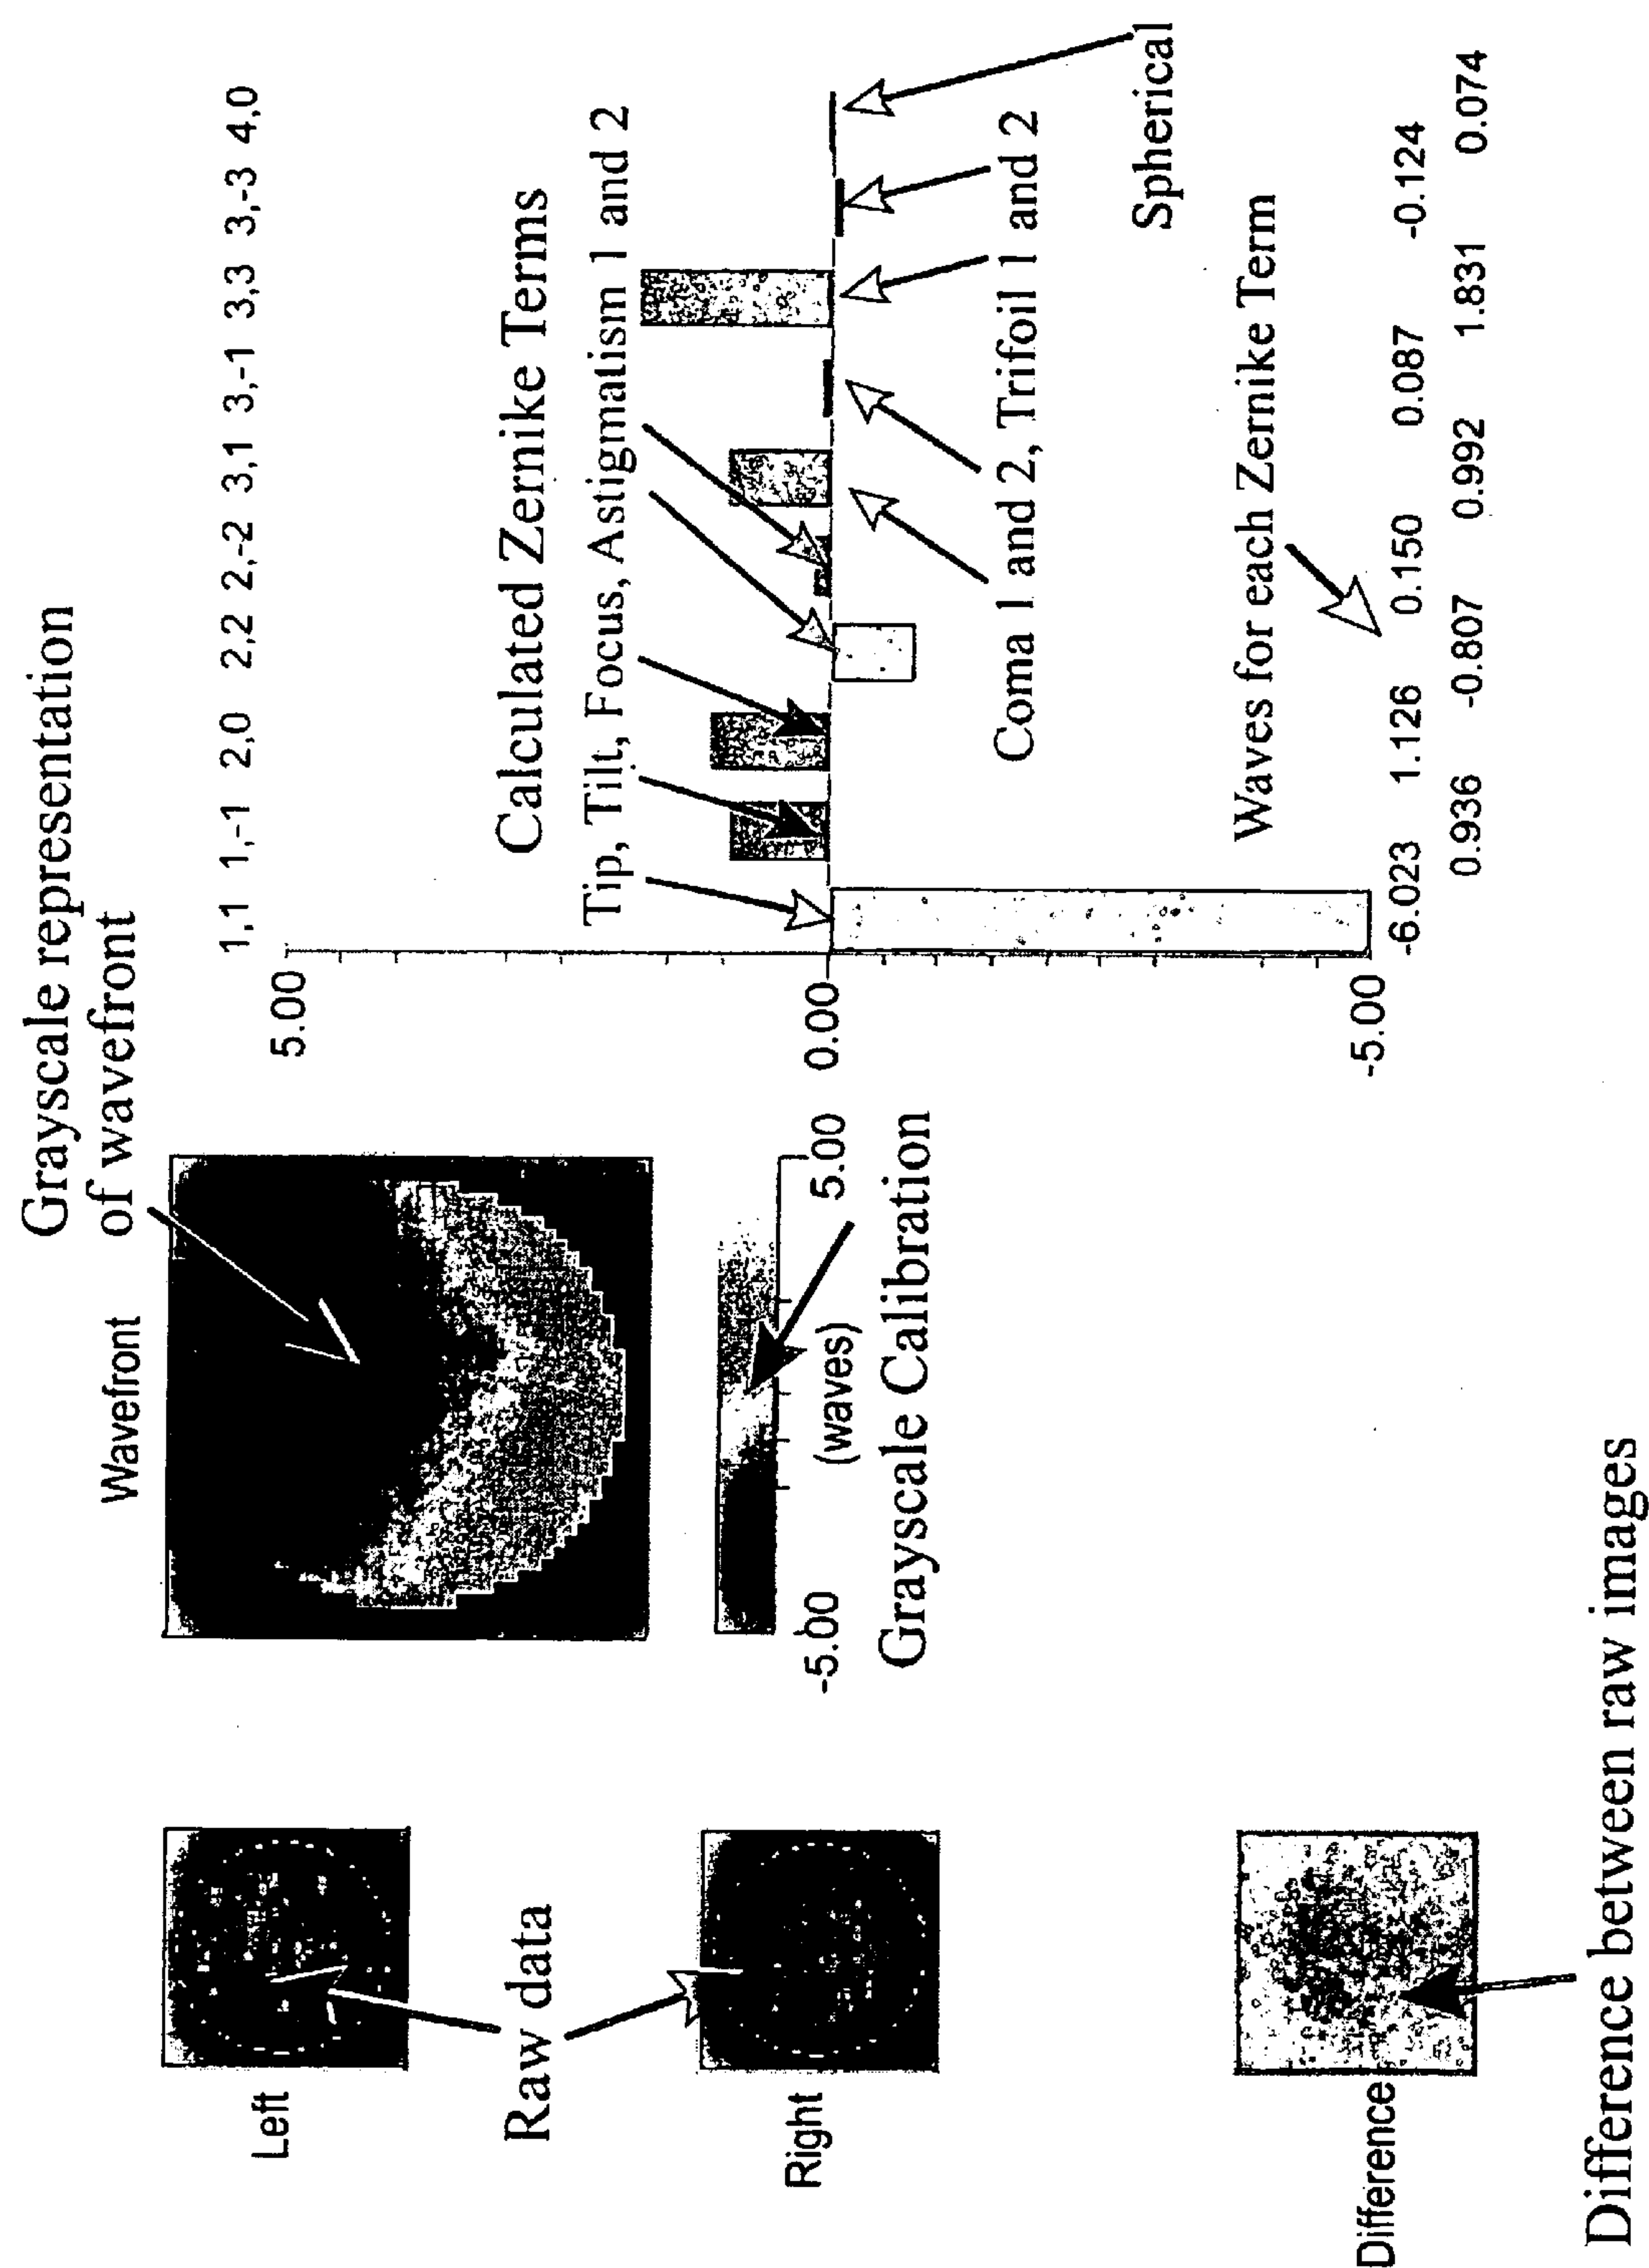 Left
Raw data
Right
Difference
Difference between raw images
Grayscale representation
of wavefront
Wavefront
-5.00
(waves)
5.00
Grayscale Calibration
1,1 1,-1 2,0 2,2 2,-2 3,1 3,-1 3,3 3,-3 4,0
5.00
0.00
-5.00
Calculated Zernike Terms
Tip, Tilt, Focus, Astigmatism 1 and 2
Coma 1 and 2, Trifoil 1 and 2
Spherical
Waves for each Zernike Term
-6.023 1.126 0.150 0.087 -0.124
0.936 -0.807 0.992 1.831 0.074